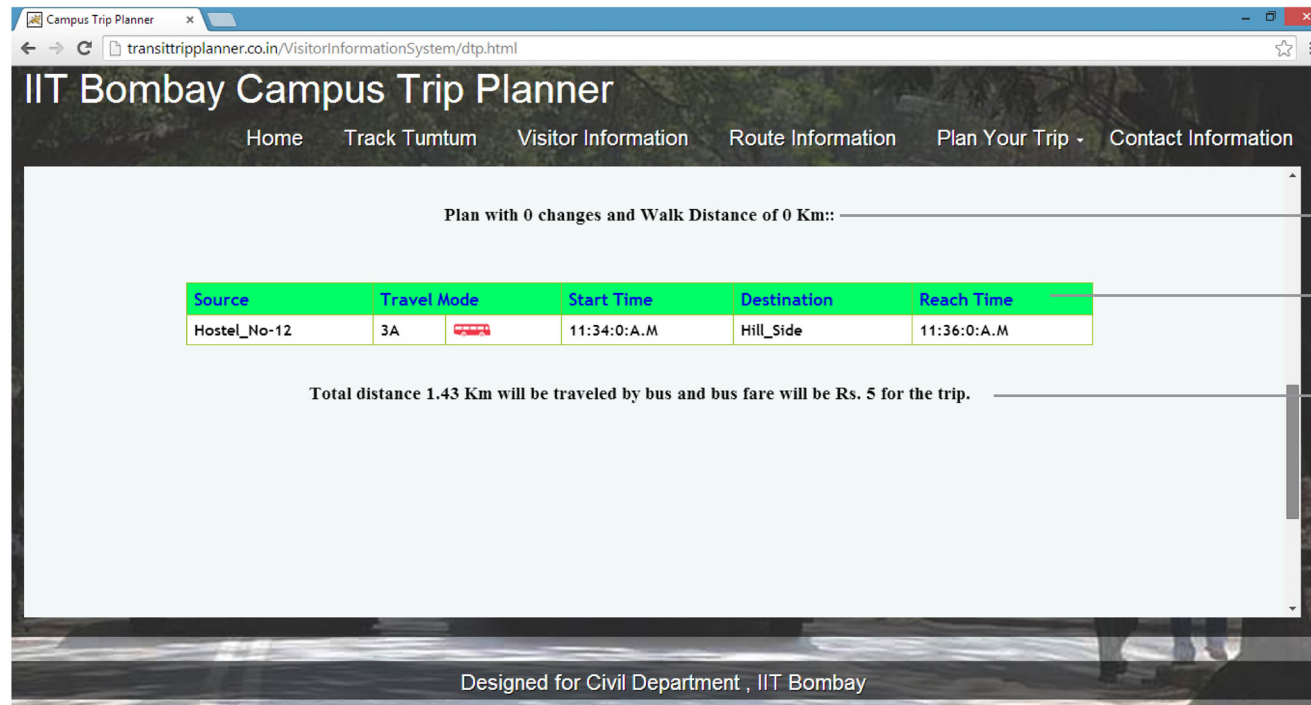 Campus Trip Planner
transittripplanner.co.in/VisitorInformationSystem/dtp.html
IIT Bombay Campus Trip Planner
Home Track Tumtum Visitor Information Route Information Plan Your Trip Contact Information
Plan with 0 changes and Walk Distance of 0 Km::
Source Travel Mode Start Time Destination Reach Time
Hostel_No-12 3A 11:34:0:A.M Hill_Side 11:36:0:A.M
Total distance 1.43 Km will be traveled by bus and bus fare will be Rs. 5 for the trip.
Designed for Civil Department , IIT Bombay